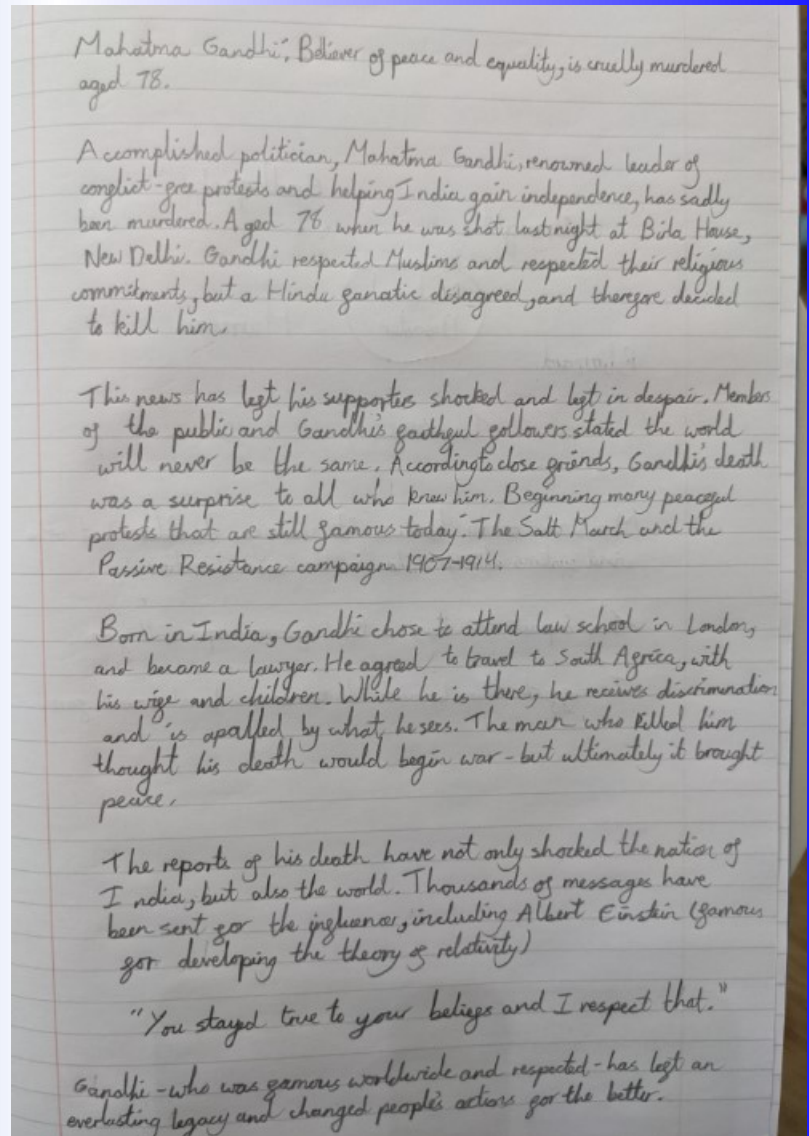 Mahatma Gandhi; Believer of peace and equality, is cruelly murdered
aged 78.
Accomplished politician, Mahatma Gandhi, renowned leader of
conflict-free protests and helping India gain independence, has sadly
been murdered. Aged 78 when he was shot last night at Birla House,
New Delhi. Gandhi respected Muslims and respected their religious
commitments, but a Hindu fanatic disagreed, and therefore decided
to kill him.
This news has left his supporters shocked and left in despair. Members
of the public and Gandhi's faithful followers stated the world
will never be the same. According to close friends, Gandhi's death
was a surprise to all who knew him. Beginning many peaceful
protests that are still famous today: The Salt March and the
Passive Resistance campaign 1907-1914.
Born in India, Gandhi chose to attend law school in London,
and became a lawyer. He agreed to travel to South Africa, with
his wife and children. While he is there, he receives discrimination
and is apalled by what he sees. The man who killed him
thought his death would begin war - but ultimately it brought
peace.
The reports of his death have not only shocked the nation of
India, but also the world. Thousands of messages have
been sent for the influencer, including Albert Einstein (famous
for developing the theory of relativity)
"You stayd true to your beliefs and I respect that."
Gandhi - who was famous worldwide and respected - has left an
everlasting legacy and changed people's actions for the better.